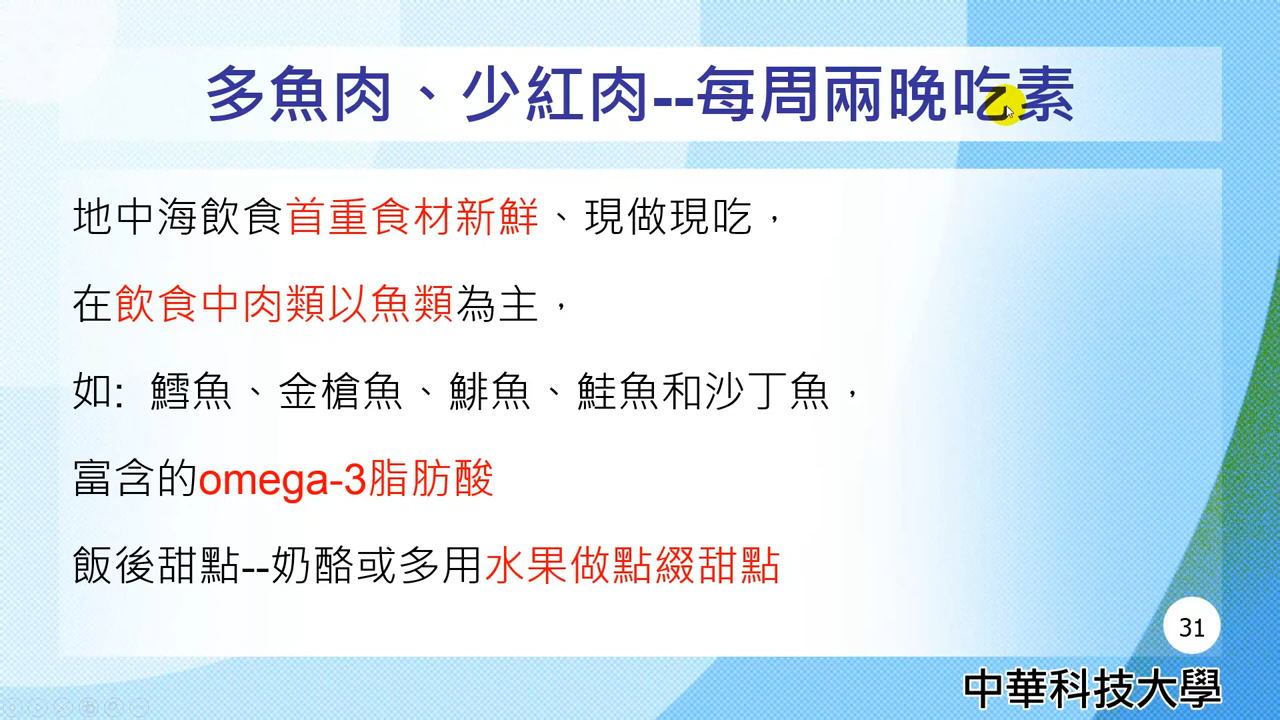 多魚肉、少紅肉--每周兩晚吃素
地中海飲食首重食材新鮮、現做現吃，
在飲食中肉類以魚類為主，
如: 鱈魚、金槍魚、鯡魚、鮭魚和沙丁魚，
富含的omega-3脂肪酸
飯後甜點--奶酪或多用水果做點綴甜點
31
中華科技大學